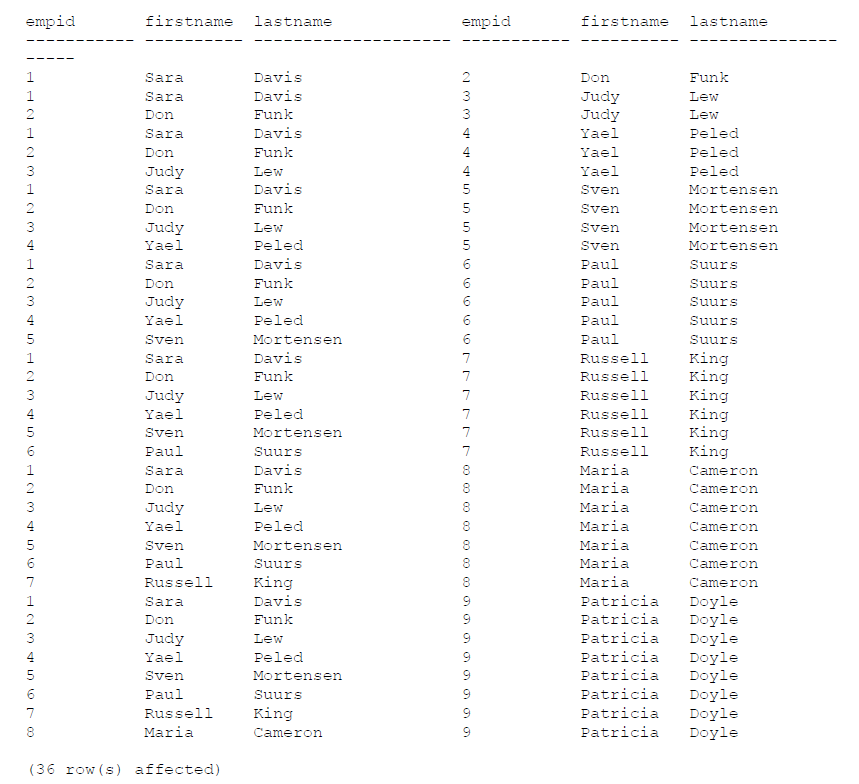 empid firstname lastname empid firstname lastname
----------- ---------- -------------------- ----------- ---------- ---------------
-----
1 Sara Davis 2 Don Funk
1 Sara Davis 3 Judy Lew
2 Don Funk 3 Judy Lew
1 Sara Davis 4 Yael Peled
2 Don Funk 4 Yael Peled
3 Judy Lew 4 Yael Peled
1 Sara Davis 5 Sven Mortensen
2 Don Funk 5 Sven Mortensen
3 Judy Lew 5 Sven Mortensen
4 Yael Peled 5 Sven Mortensen
1 Sara Davis 6 Paul Suurs
2 Don Funk 6 Paul Suurs
3 Judy Lew 6 Paul Suurs
4 Yael Peled 6 Paul Suurs
5 Sven Mortensen 6 Paul Suurs
1 Sara Davis 7 Russell King
2 Don Funk 7 Russell King
3 Judy Lew 7 Russell King
4 Yael Peled 7 Russell King
5 Sven Mortensen 7 Russell King
6 Paul Suurs 7 Russell King
1 Sara Davis 8 Maria Cameron
2 Don Funk 8 Maria Cameron
3 Judy Lew 8 Maria Cameron
4 Yael Peled 8 Maria Cameron
5 Sven Mortensen 8 Maria Cameron
6 Paul Suurs 8 Maria Cameron
7 Russell King 8 Maria Cameron
1 Sara Davis 9 Patricia Doyle
2 Don Funk 9 Patricia Doyle
3 Judy Lew 9 Patricia Doyle
4 Yael Peled 9 Patricia Doyle
5 Sven Mortensen 9 Patricia Doyle
6 Paul Suurs 9 Patricia Doyle
7 Russell King 9 Patricia Doyle
8 Maria Cameron 9 Patricia Doyle
(36 row(s) affected)